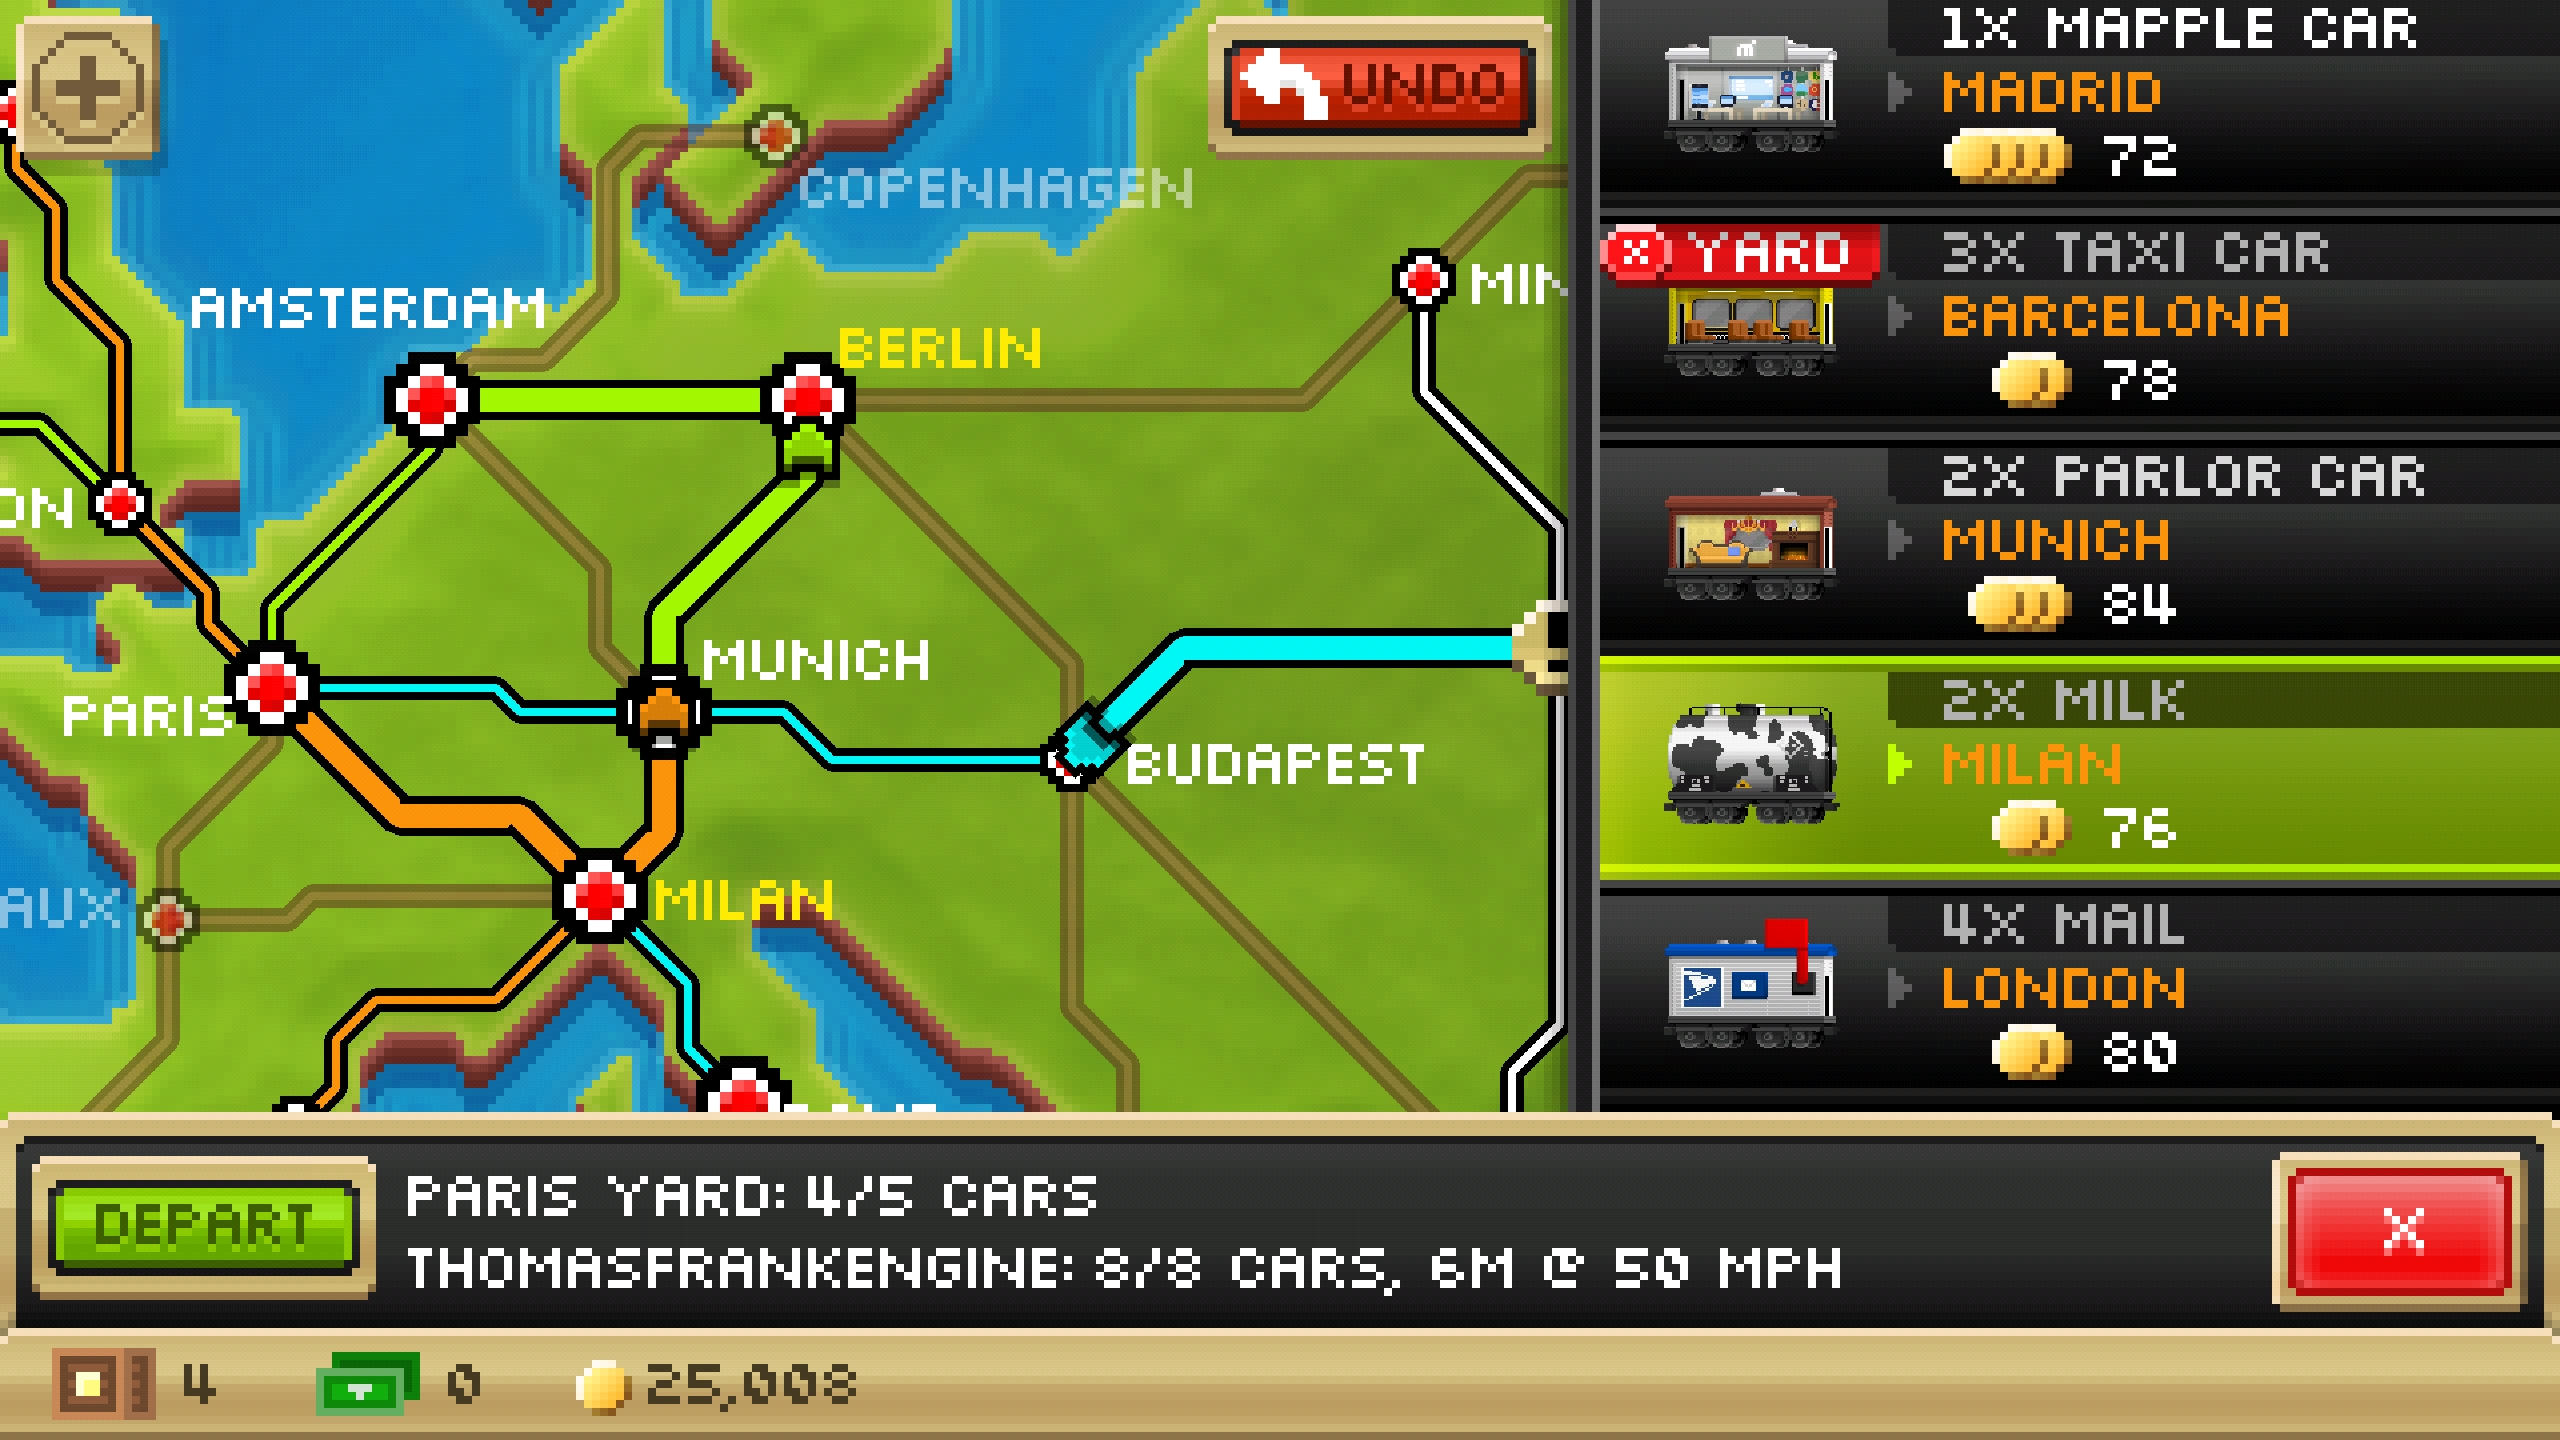 UNDO
COPENHAGEN
AMSTERDAM
BERLIN
MIN
ON
MUNICH
PARIS
BUDAPEST
AUX
MILAN
1X MAPPLE CAR
MADRID
72
X YARD
3X TAXI CAR
BARCELONA
78
2X PARLOR CAR
MUNICH
84
2X MILK
MILAN
76
4X MAIL
LONDON
80
DEPART
PARIS YARD: 4/5 CARS
THOMASFRANKENGINE: 8/8 CARS, 6M @ 50 MPH
X
4
0
25,008